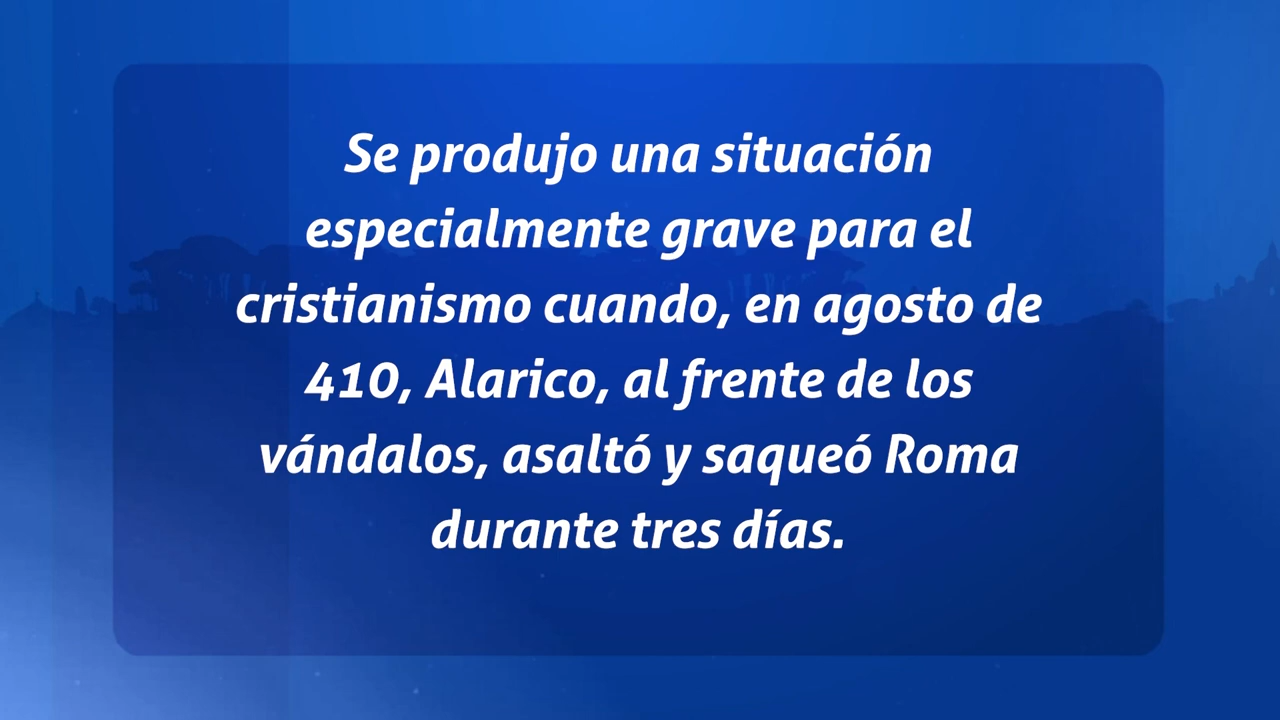 Se produjo una situación
especialmente grave para el
cristianismo cuando, en agosto de
410, Alarico, al frente de los
vándalos, asaltó y saqueó Roma
durante tres días.